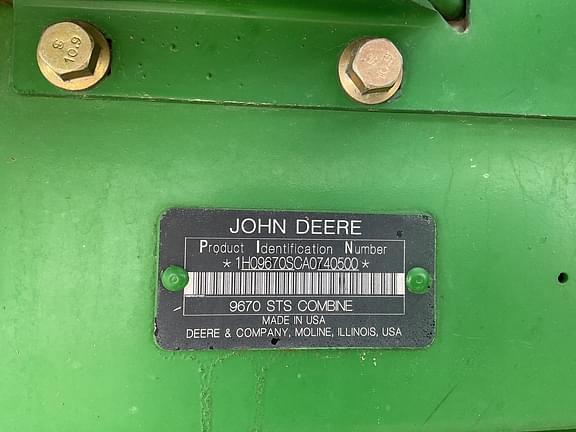 10.9
JOHN DEERE
Product Identification Number
*1H09670SCA0740500*
9670 STS COMBINE
MADE IN USA
DEERE & COMPANY, MOLINE, ILLINOIS, USA